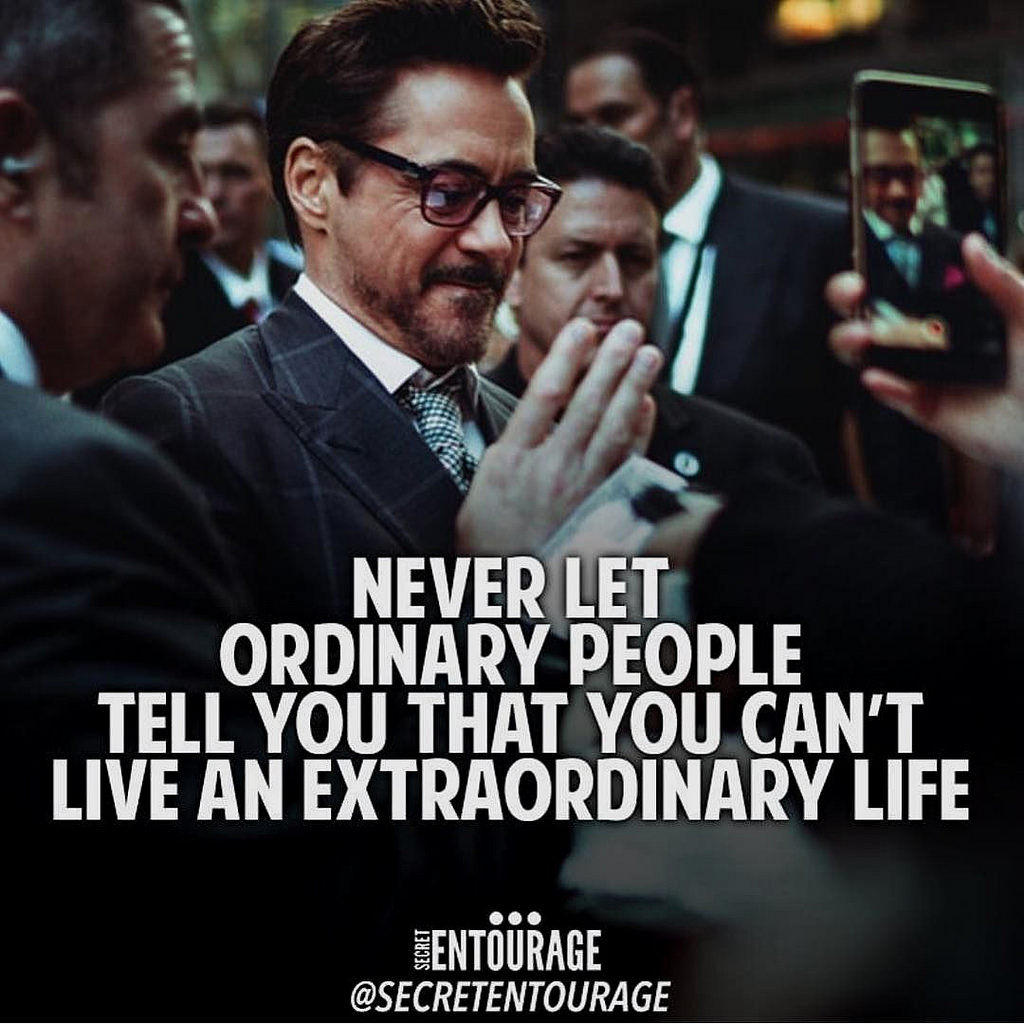 NEVER LET
ORDINARY PEOPLE
TELL YOU THAT YOU CAN'T
LIVE AN EXTRAORDINARY LIFE
SECRET ENTOURAGE
@SECRETENTOURAGE